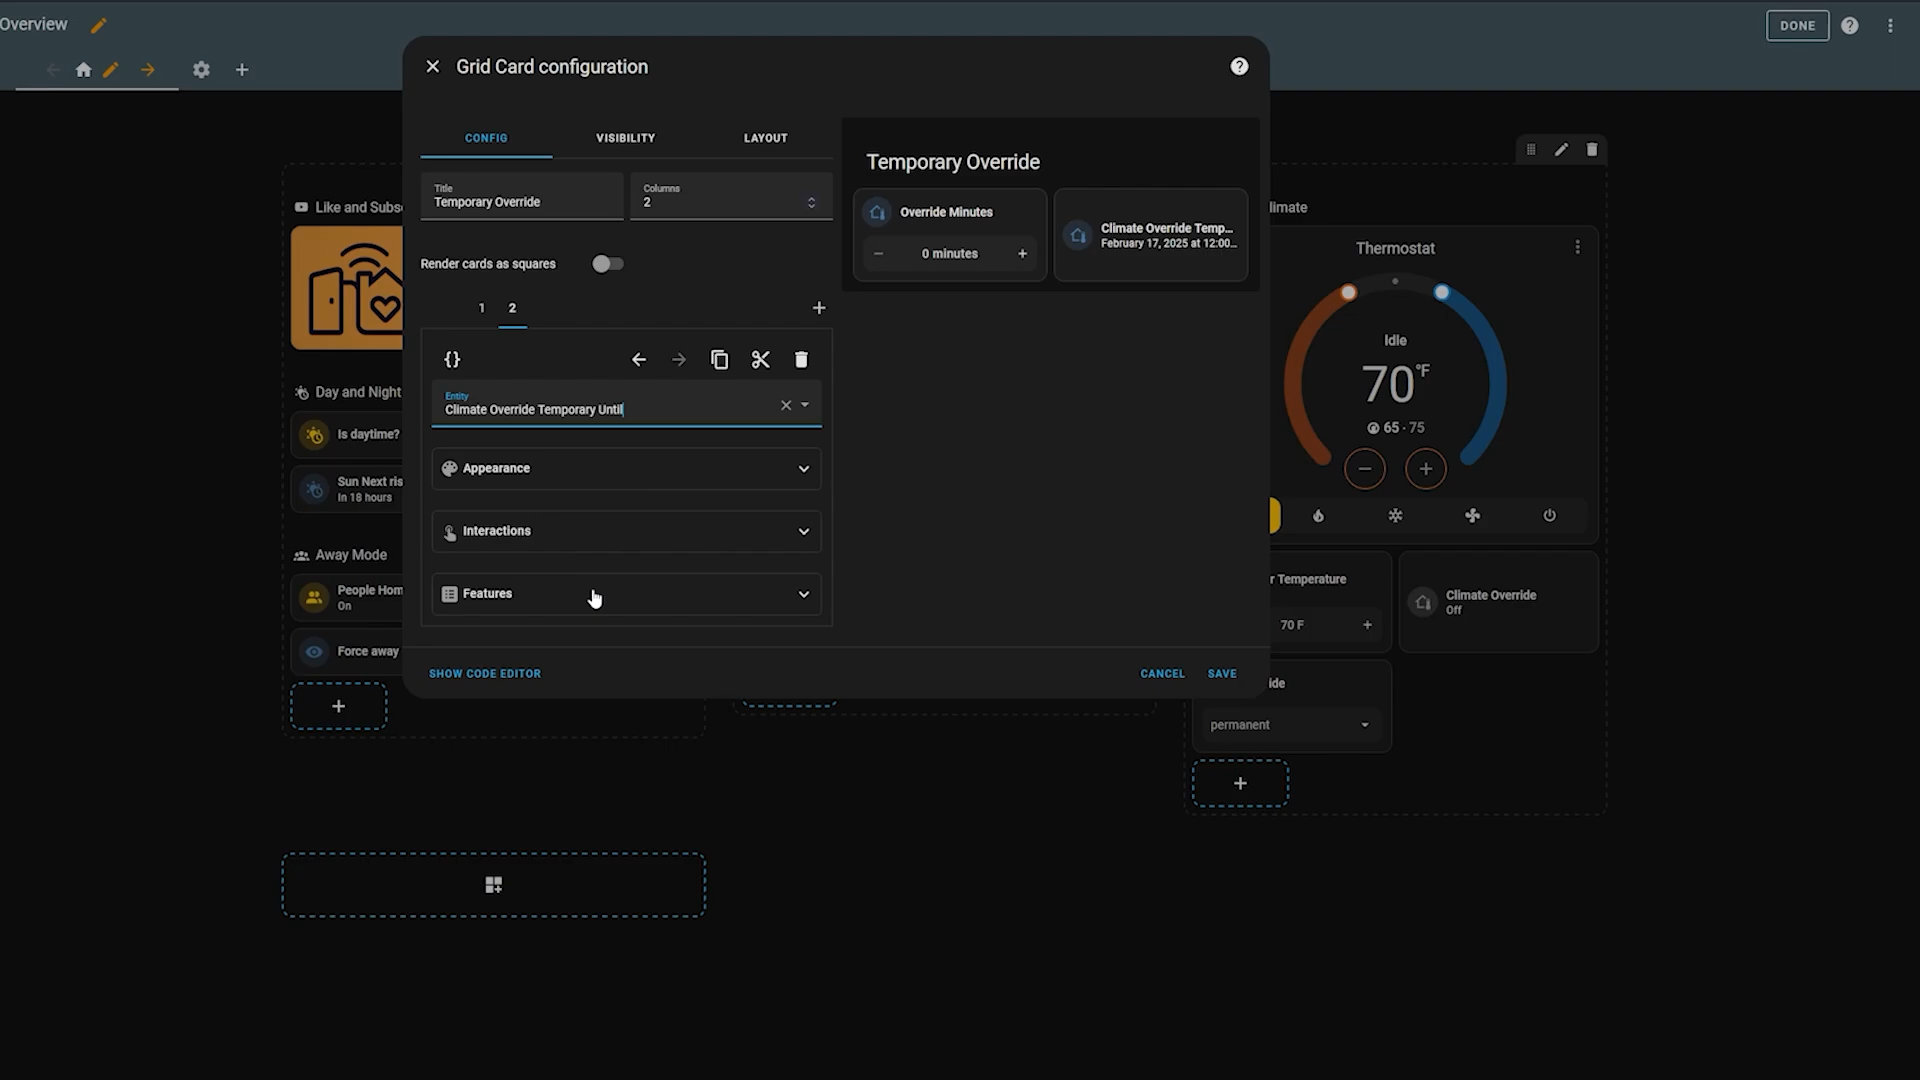 Overview
DONE
Grid Card configuration
CONFIG
VISIBILITY
LAYOUT
Title
Temporary Override
Columns
2
Render cards as squares
1
2
{}
Entity
Climate Override Temporary Until
Appearance
Interactions
Features
SHOW CODE EDITOR
CANCEL
SAVE
Temporary Override
Override Minutes
0 minutes
Climate Override Temp...
February 17, 2025 at 12:00...
Like and Subs
Day and Night
Is daytime?
Sun Next ris
In 18 hours
Away Mode
People Hom
On
Force away
limate
Thermostat
Idle
70 °F
65 · 75
r Temperature
70 F
Climate Override
Off
ide
permanent